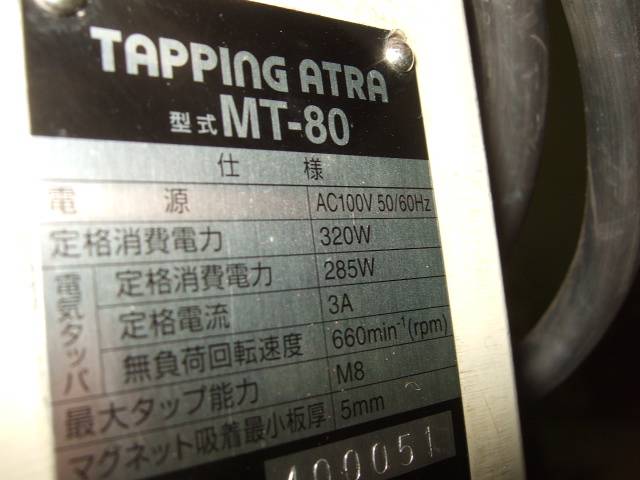 TAPPING ATRA
型式 MT-80
仕 様
電 源 AC100V 50/60Hz
定格消費電力 320W
電気タッパ 定格消費電力 285W
定格電流 3A
無負荷回転速度 660min⁻¹(rpm)
最大タップ能力 M8
マグネット吸着最小板厚 5mm
400051